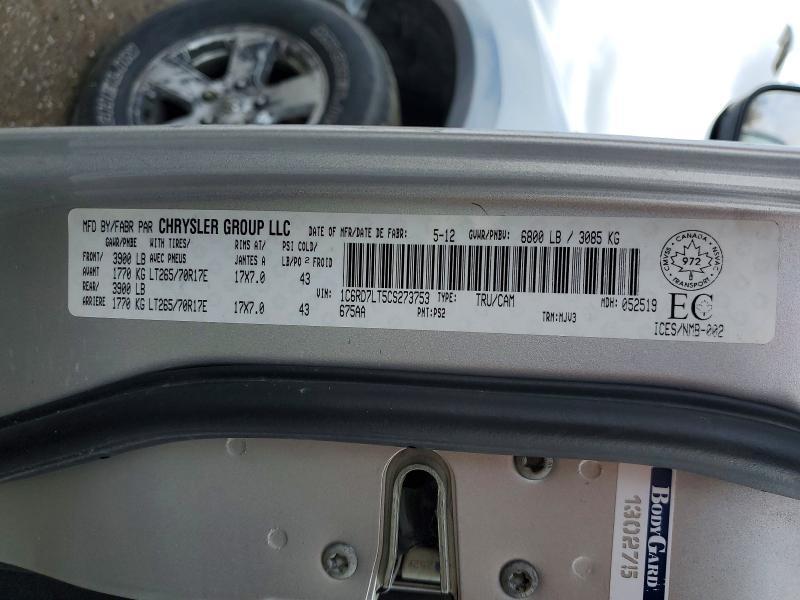 MFD BY/FABR PAR CHRYSLER GROUP LLC DATE OF MFR/DATE DE FABR: 5-12 GVWR/PNBV: 6800 LB / 3085 KG
GAWR/PNBE WITH TIRES/ RIMS AT/ PSI COLD/
FRONT/ 3900 LB AVEC PNEUS JANTES A LB/PO² FROID
AVANT 1770 KG LT265/70R17E 17X7.0 43
REAR/ 3900 LB
ARRIERE 1770 KG LT265/70R17E 17X7.0 43
VIN: 1C6RD7LT5CS273753 TYPE: TRU/CAM MDH: 052519
675AA PNT: PS2 TRM: MJV3
CMVSS CANADA NSVAC
972
8
TRANSPORT
EC
ICES/NMB-002
BODYGARD
1302715